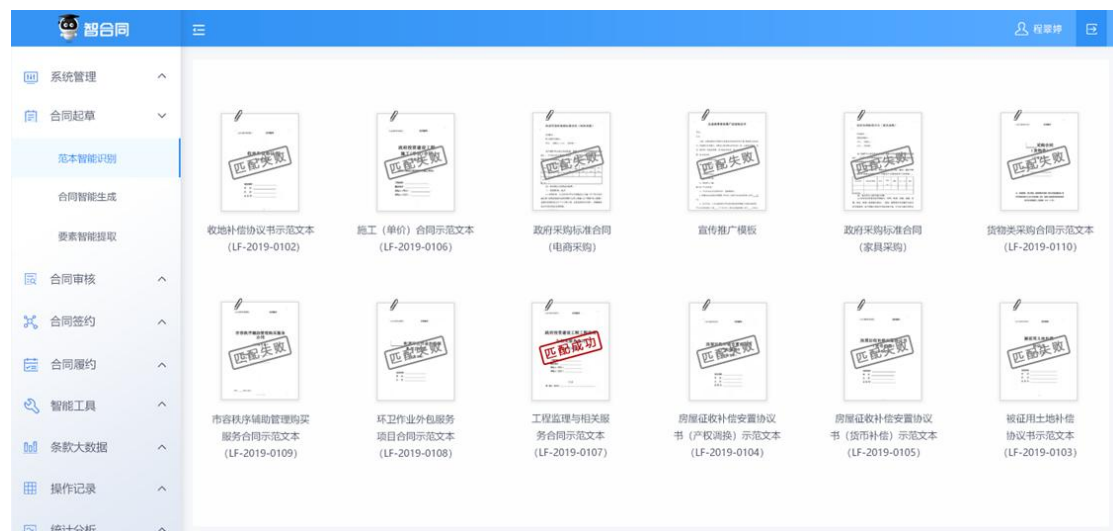 智合同
程翠婷
系统管理
合同起草
范本智能识别
合同智能生成
要素智能提取
合同审核
合同签约
合同履约
智能工具
条款大数据
操作记录
统计分析
匹配失败
匹配失败
匹配失败
匹配失败
匹配失败
匹配失败
收地补偿协议书示范文本
(LF-2019-0102)
施工（单价）合同示范文本
(LF-2019-0106)
政府采购标准合同
(电商采购)
宣传推广模板
政府采购标准合同
(家具采购)
货物类采购合同示范文本
(LF-2019-0110)
匹配失败
匹配失败
匹配成功
匹配失败
匹配失败
匹配失败
市容秩序辅助管理购买
服务合同示范文本
(LF-2019-0109)
环卫作业外包服务
项目合同示范文本
(LF-2019-0108)
工程监理与相关服
务合同示范文本
(LF-2019-0107)
房屋征收补偿安置协议
书（产权调换）示范文本
(LF-2019-0104)
房屋征收补偿安置协议
书（货币补偿）示范文本
(LF-2019-0105)
被征用土地补偿
协议书示范文本
(LF-2019-0103)